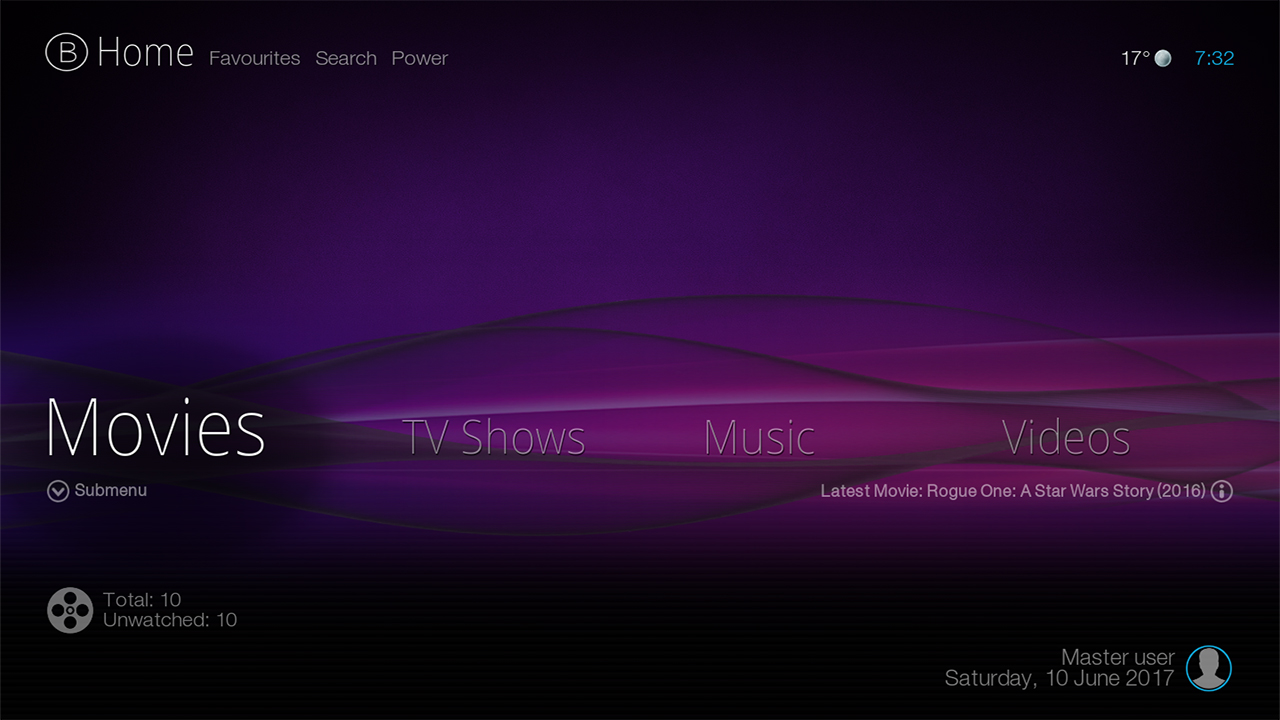 B Home Favourites Search Power
17° 7:32
Movies TV Shows Music Videos
Submenu
Latest Movie: Rogue One: A Star Wars Story (2016)
Total: 10
Unwatched: 10
Master user
Saturday, 10 June 2017